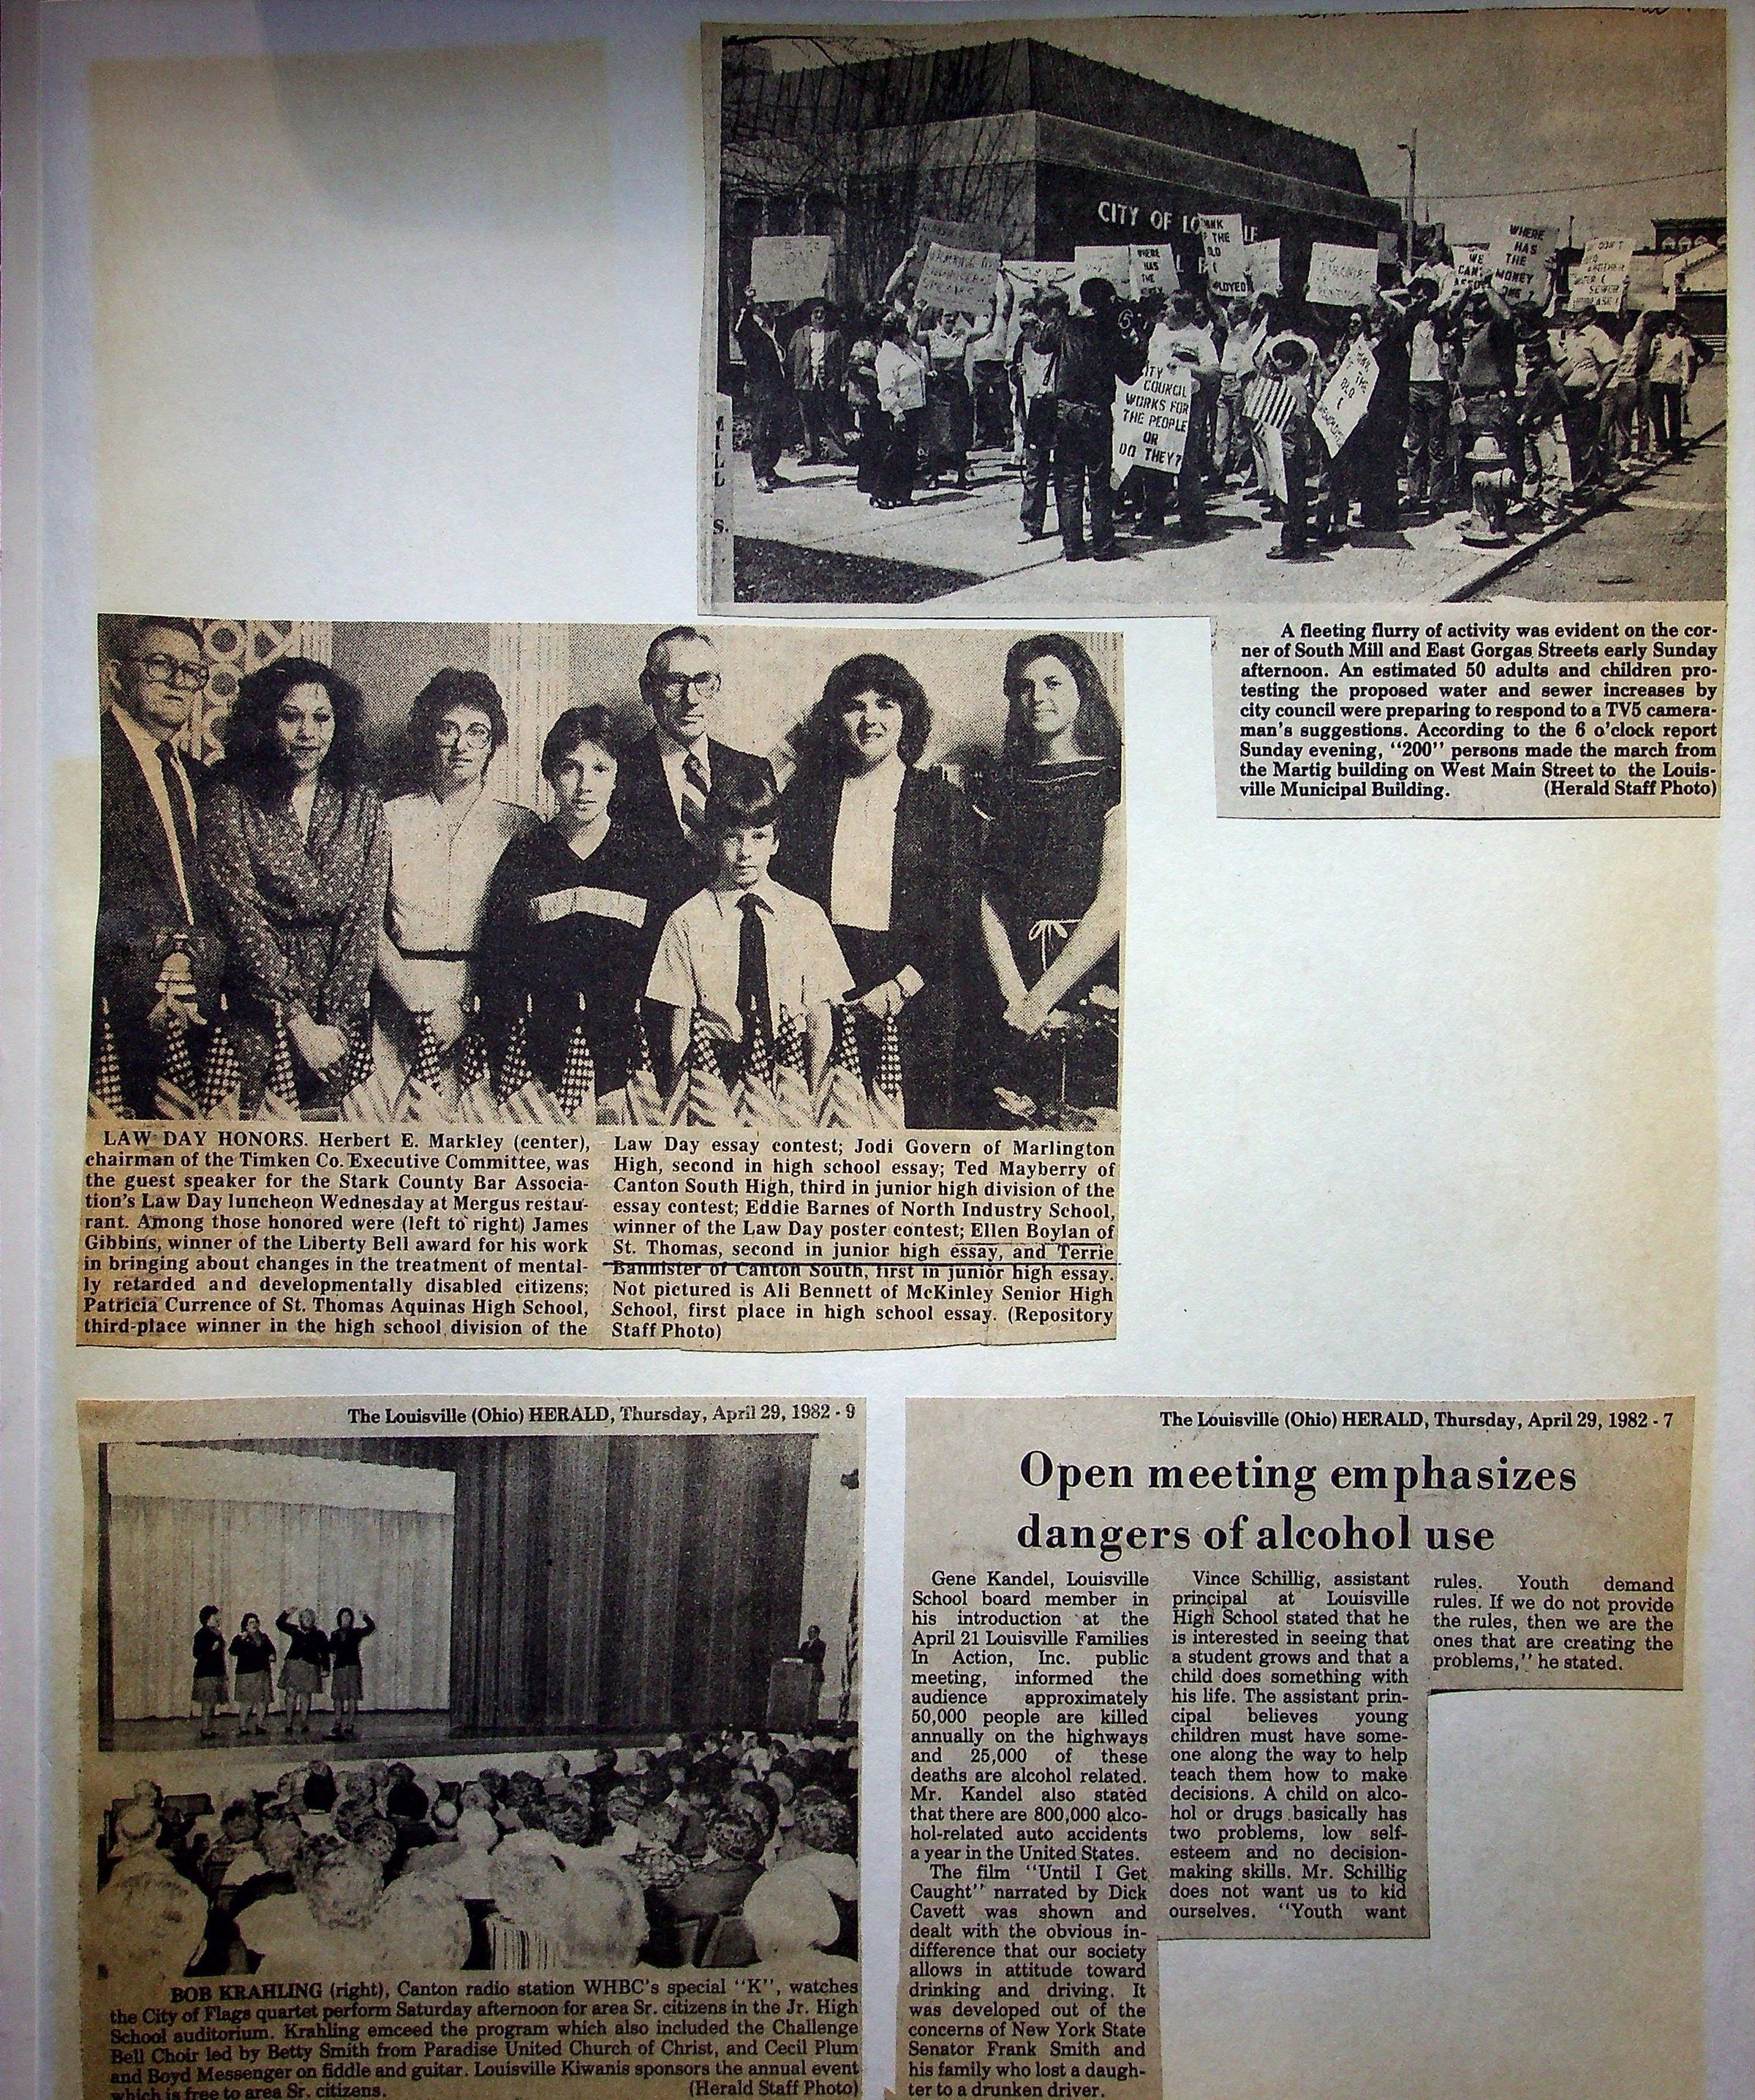 CITY OF LO LE
WHERE
HAS
THE
MONEY
WHERE
HAS
THE
WE
CAN'T
THE
CITY
COUNCIL
WORKS FOR
THE PEOPLE
OR
DO THEY?
MILL S.
A fleeting flurry of activity was evident on the cor-
ner of South Mill and East Gorgas Streets early Sunday
afternoon. An estimated 50 adults and children pro-
testing the proposed water and sewer increases by
city council were preparing to respond to a TV5 camera-
man's suggestions. According to the 6 o'clock report
Sunday evening, "200" persons made the march from
the Martig building on West Main Street to the Louis-
ville Municipal Building. (Herald Staff Photo)
LAW DAY HONORS. Herbert E. Markley (center),
chairman of the Timken Co. Executive Committee, was
the guest speaker for the Stark County Bar Associa-
tion's Law Day luncheon Wednesday at Mergus restau-
rant. Among those honored were (left to right) James
Gibbins, winner of the Liberty Bell award for his work
in bringing about changes in the treatment of mental-
ly retarded and developmentally disabled citizens;
Patricia Currence of St. Thomas Aquinas High School,
third-place winner in the high school division of the
Law Day essay contest; Jodi Govern of Marlington
High, second in high school essay; Ted Mayberry of
Canton South High, third in junior high division of the
essay contest; Eddie Barnes of North Industry School,
winner of the Law Day poster contest; Ellen Boylan of
St. Thomas, second in junior high essay, and Terrie
Bannister of Canton South, first in junior high essay.
Not pictured is Ali Bennett of McKinley Senior High
School, first place in high school essay. (Repository
Staff Photo)
The Louisville (Ohio) HERALD, Thursday, April 29, 1982 - 9
BOB KRAHLING (right), Canton radio station WHBC's special "K", watches
the City of Flags quartet perform Saturday afternoon for area Sr. citizens in the Jr. High
School auditorium. Krahling emceed the program which also included the Challenge
Bell Choir led by Betty Smith from Paradise United Church of Christ, and Cecil Plum
and Boyd Messenger on fiddle and guitar. Louisville Kiwanis sponsors the annual event
which is free to area Sr. citizens. (Herald Staff Photo)
The Louisville (Ohio) HERALD, Thursday, April 29, 1982 - 7
Open meeting emphasizes
dangers of alcohol use
Gene Kandel, Louisville
School board member in
his introduction at the
April 21 Louisville Families
In Action, Inc. public
meeting, informed the
audience approximately
50,000 people are killed
annually on the highways
and 25,000 of these
deaths are alcohol related.
Mr. Kandel also stated
that there are 800,000 alco-
hol-related auto accidents
a year in the United States.
The film "Until I Get
Caught" narrated by Dick
Cavett was shown and
dealt with the obvious in-
difference that our society
allows in attitude toward
drinking and driving. It
was developed out of the
concerns of New York State
Senator Frank Smith and
his family who lost a daugh-
ter to a drunken driver.
Vince Schillig, assistant
principal at Louisville
High School stated that he
is interested in seeing that
a student grows and that a
child does something with
his life. The assistant prin-
cipal believes young
children must have some-
one along the way to help
teach them how to make
decisions. A child on alco-
hol or drugs basically has
two problems, low self-
esteem and no decision-
making skills. Mr. Schillig
does not want us to kid
ourselves. "Youth want
rules. Youth demand
rules. If we do not provide
the rules, then we are the
ones that are creating the
problems," he stated.